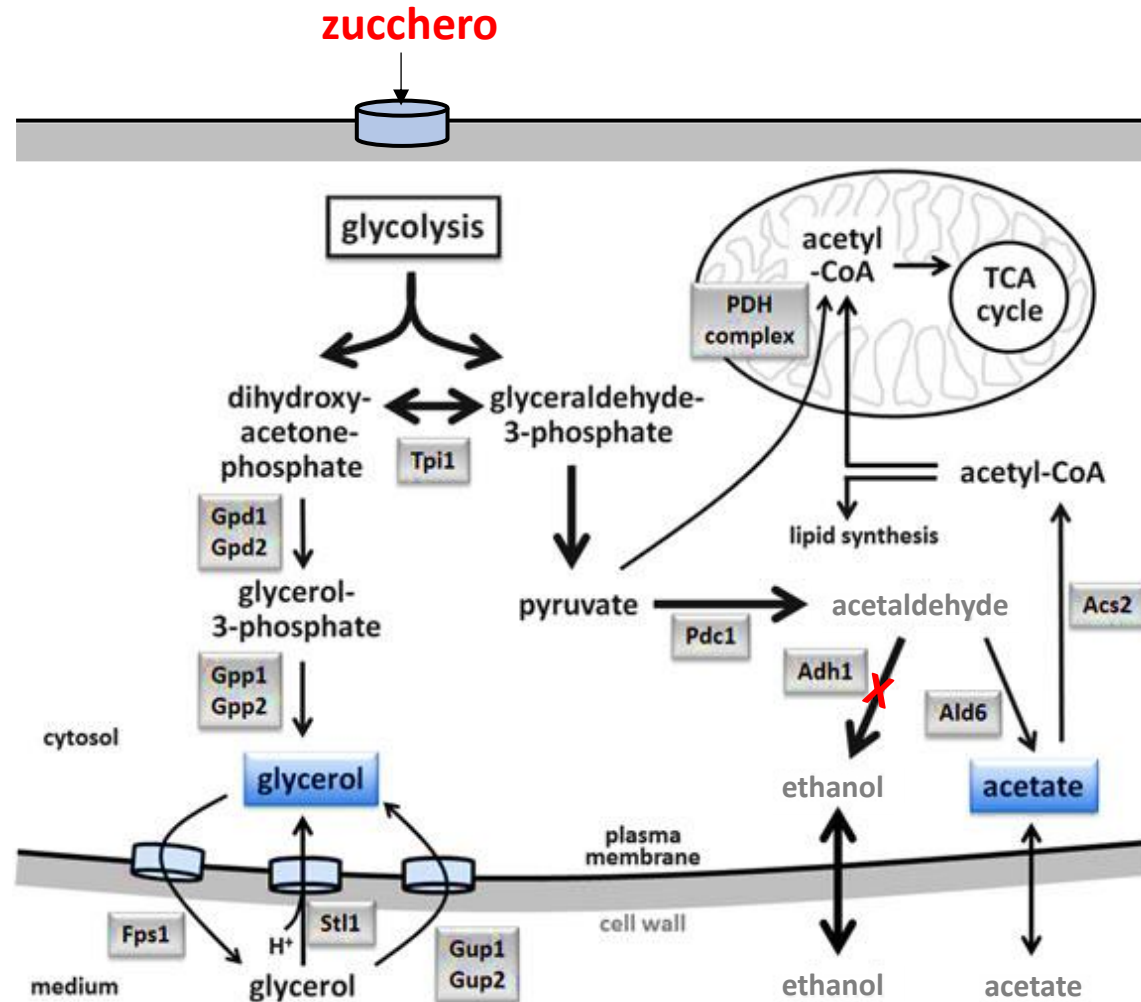 zucchero
glycolysis
acetyl
-CoA
TCA
cycle
PDH
complex
dihydroxy-
acetone-
phosphate
Tpi1
glyceraldehyde-
3-phosphate
acetyl-CoA
lipid synthesis
Gpd1
Gpd2
glycerol-
3-phosphate
pyruvate
Pdc1
acetaldehyde
Acs2
Gpp1
Gpp2
Adh1
X
Ald6
cytosol
glycerol
ethanol
acetate
plasma
membrane
cell wall
Fps1
H+
Stl1
Gup1
Gup2
medium
glycerol
ethanol
acetate